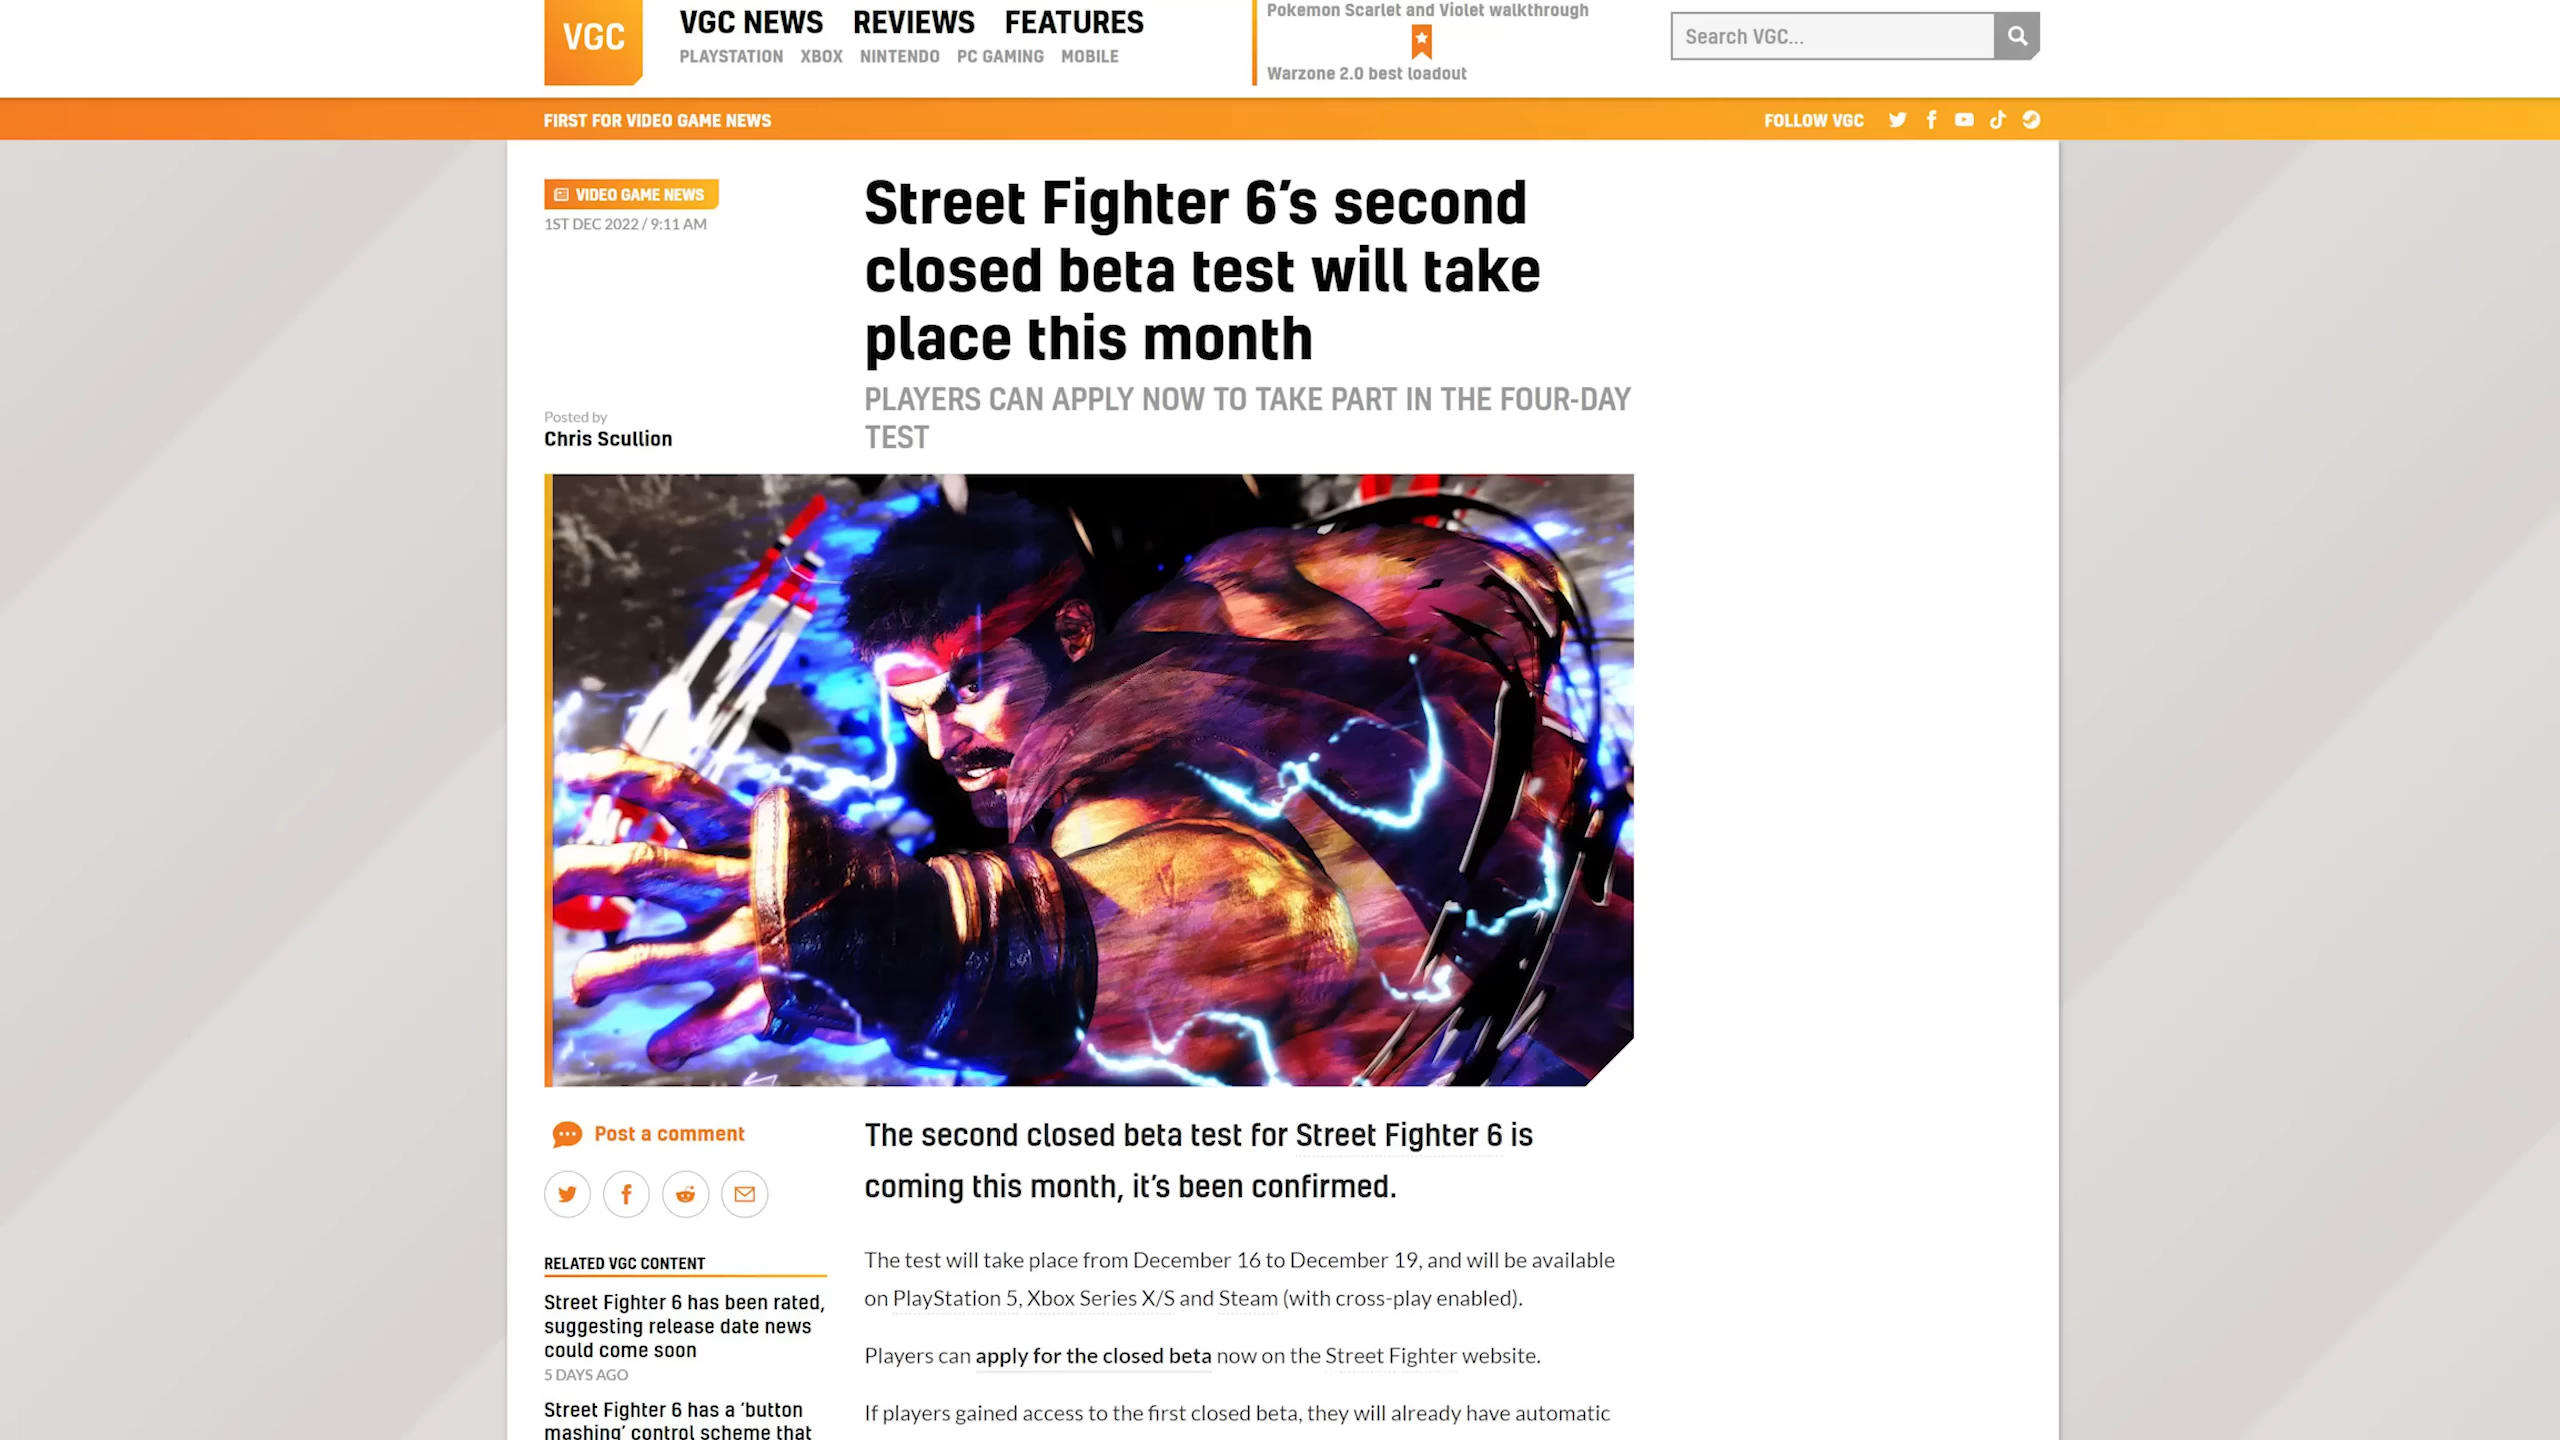 VGC
VGC NEWS REVIEWS FEATURES
PLAYSTATION XBOX NINTENDO PC GAMING MOBILE
Pokemon Scarlet and Violet walkthrough
Warzone 2.0 best loadout
Search VGC...
FIRST FOR VIDEO GAME NEWS
FOLLOW VGC
VIDEO GAME NEWS
1ST DEC 2022 / 9:11 AM
Posted by
Chris Scullion
Street Fighter 6’s second
closed beta test will take
place this month
PLAYERS CAN APPLY NOW TO TAKE PART IN THE FOUR-DAY
TEST
Post a comment
RELATED VGC CONTENT
Street Fighter 6 has been rated,
suggesting release date news
could come soon
5 DAYS AGO
Street Fighter 6 has a ‘button
mashing’ control scheme that
The second closed beta test for Street Fighter 6 is
coming this month, it’s been confirmed.
The test will take place from December 16 to December 19, and will be available
on PlayStation 5, Xbox Series X/S and Steam (with cross-play enabled).
Players can apply for the closed beta now on the Street Fighter website.
If players gained access to the first closed beta, they will already have automatic